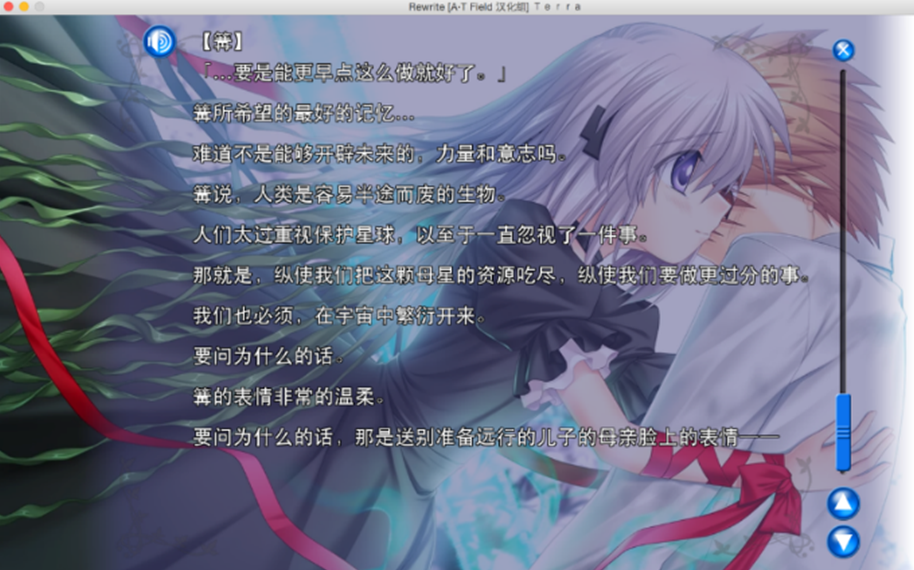 Rewrite [A-T Field 汉化组] Ｔｅｒｒａ
【篝】
「…要是能更早点这么做就好了。」
篝所希望的最好的记忆…
难道不是能够开辟未来的，力量和意志吗。
篝说，人类是容易半途而废的生物。
人们太过重视保护星球，以至于一直忽视了一件事。
那就是，纵使我们把这颗母星的资源吃尽，纵使我们要做更过分的事。
我们也必须，在宇宙中繁衍开来。
要问为什么的话。
篝的表情非常的温柔。
要问为什么的话，那是送别准备远行的儿子的母亲脸上的表情——